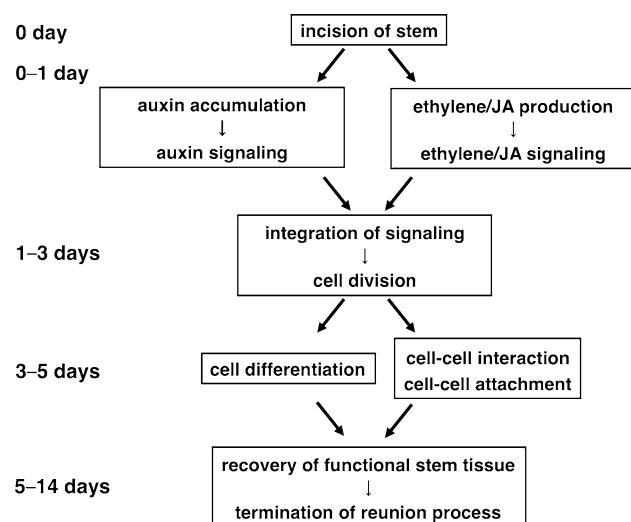 0 day
incision of stem
0–1 day
auxin accumulation
↓
auxin signaling
ethylene/JA production
↓
ethylene/JA signaling
1–3 days
integration of signaling
↓
cell division
3–5 days
cell differentiation
cell-cell interaction
cell-cell attachment
5–14 days
recovery of functional stem tissue
↓
termination of reunion process